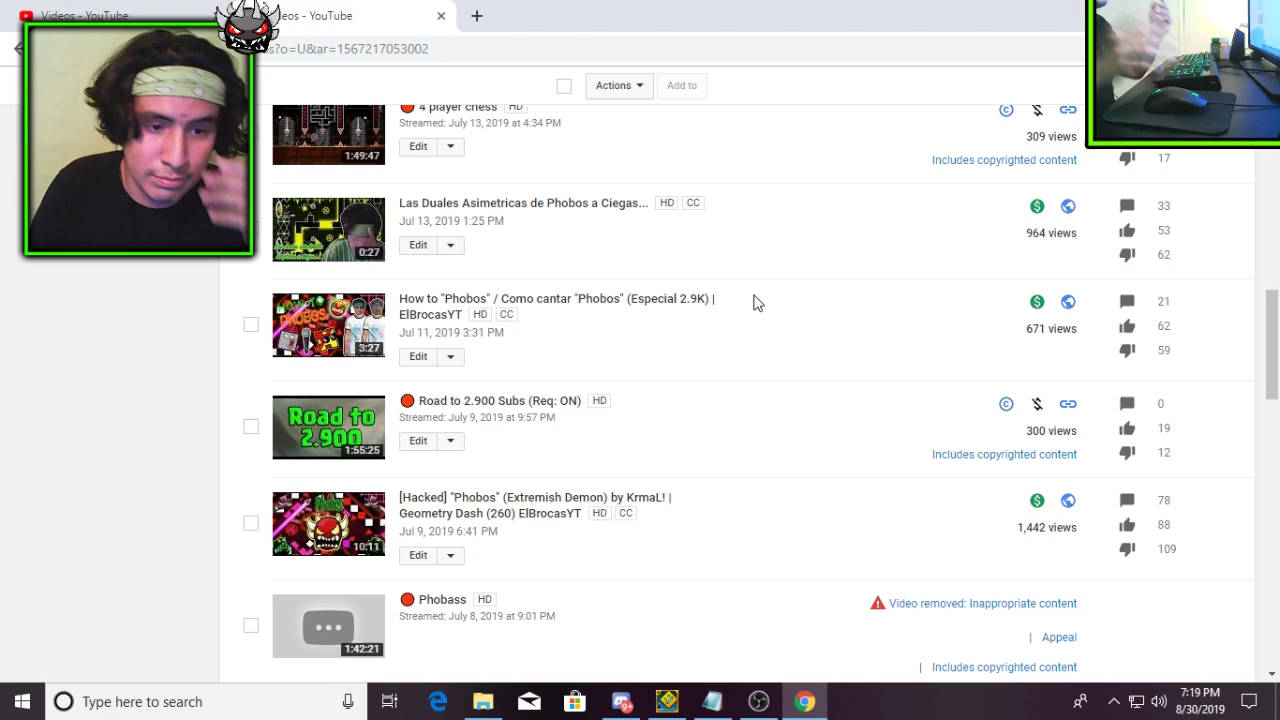 Videos - YouTube
eos - YouTube
s?o=U&ar=1567217053002
Actions
Add to
4 player chess HD
Streamed: July 13, 2019 at 4:34 PM
Edit
1:49:47
309 views
Includes copyrighted content
17
Las Duales Asimetricas de Phobos a Ciegas... HD CC
Jul 13, 2019 1:25 PM
Edit
0:27
964 views
33
53
62
How to "Phobos" / Como cantar "Phobos" (Especial 2.9K) |
ElBrocasYT HD CC
Jul 11, 2019 3:31 PM
Edit
PHOBOS
3:27
671 views
21
62
59
Road to 2.900 Subs (Req: ON) HD
Streamed: July 9, 2019 at 9:57 PM
Edit
Road to
2.900
1:55:25
300 views
Includes copyrighted content
0
19
12
[Hacked] "Phobos" (Extremish Demon) by KrmaL! |
Geometry Dash (260) ElBrocasYT HD CC
Jul 9, 2019 6:41 PM
Edit
Phobos
10:11
1,442 views
78
88
109
Phobass HD
Streamed: July 8, 2019 at 9:01 PM
1:42:21
Video removed: Inappropriate content
| Appeal
| Includes copyrighted content
Type here to search
7:19 PM
8/30/2019